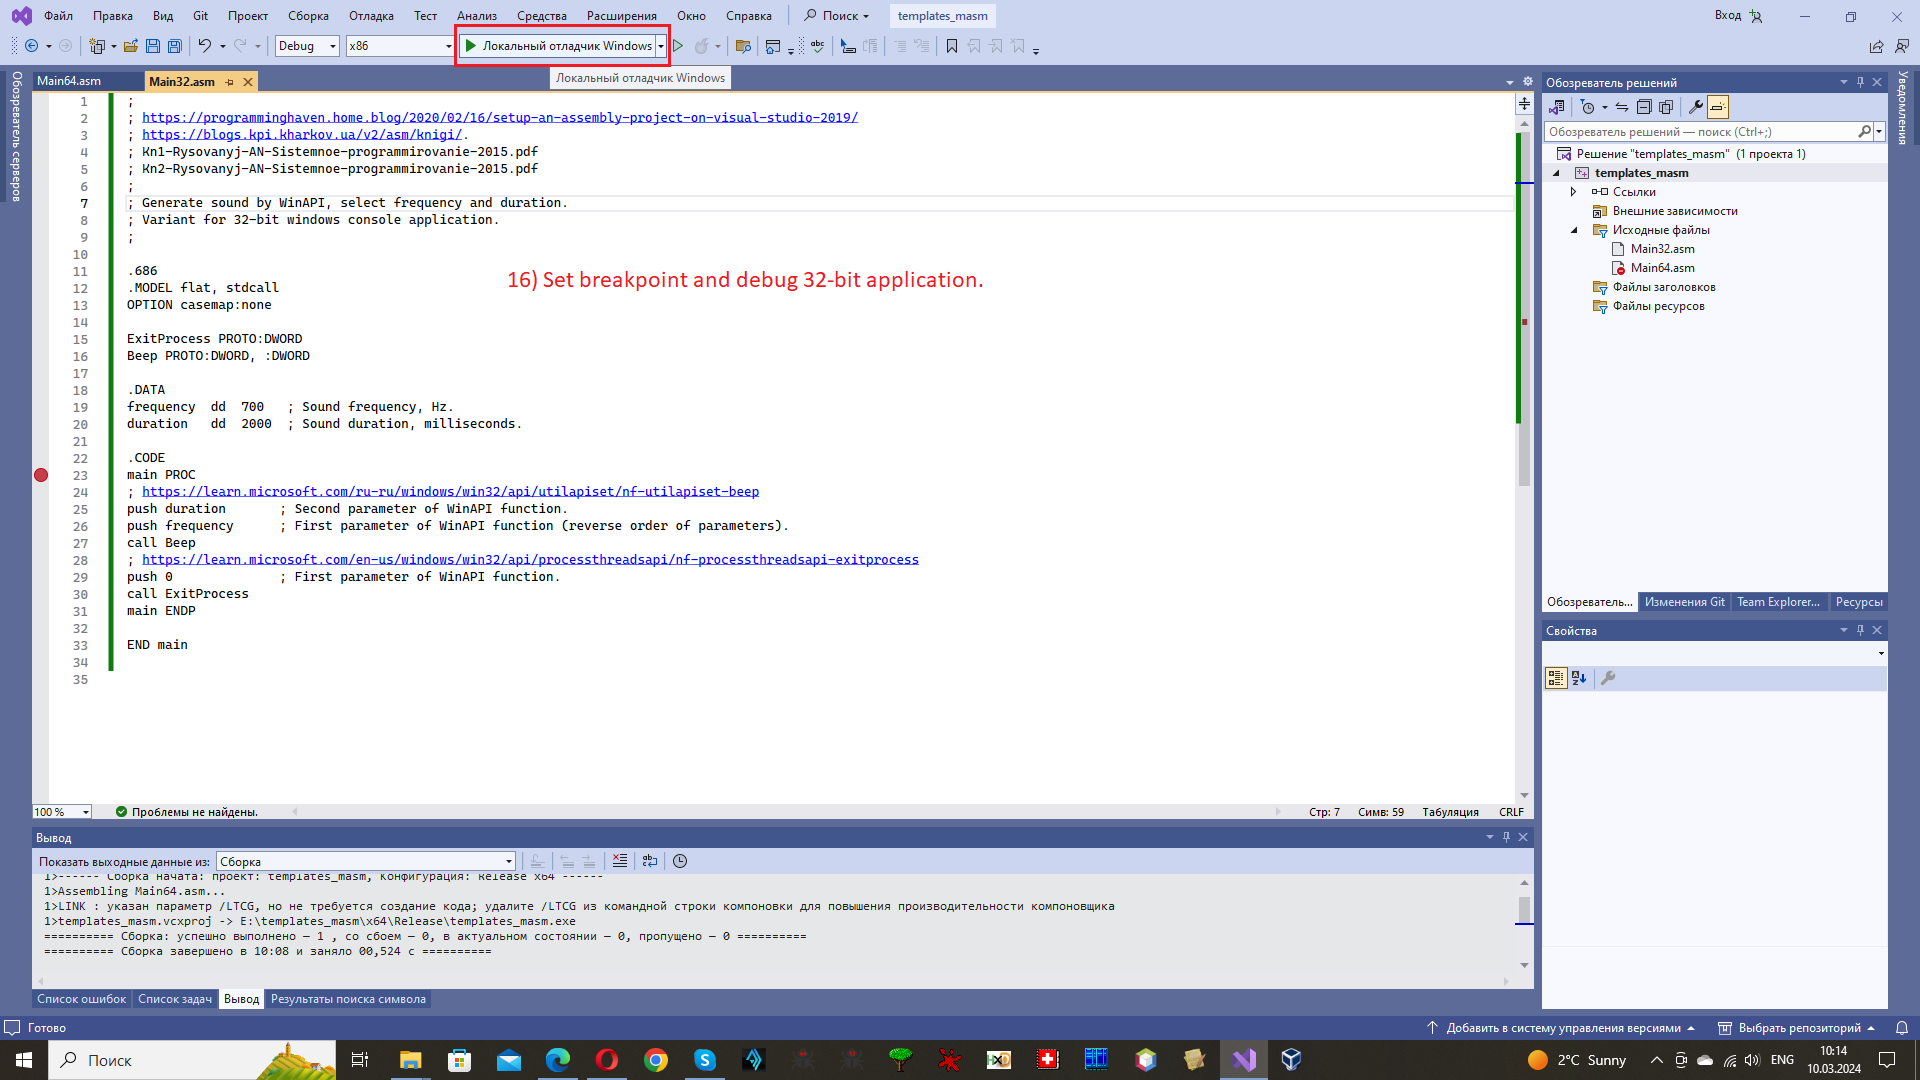 Файл Правка Вид Git Проект Сборка Отладка Тест Анализ Средства Расширения Окно Справка Поиск templates_masm Вход
Debug x86 Локальный отладчик Windows
Локальный отладчик Windows
Обозреватель серверов
Main64.asm Main32.asm
1 ;
2 ; https://programminghaven.home.blog/2020/02/16/setup-an-assembly-project-on-visual-studio-2019/
3 ; https://blogs.kpi.kharkov.ua/v2/asm/knigi/.
4 ; Kn1-Rysovanyj-AN-Sistemnoe-programmirovanie-2015.pdf
5 ; Kn2-Rysovanyj-AN-Sistemnoe-programmirovanie-2015.pdf
6 ;
7 ; Generate sound by WinAPI, select frequency and duration.
8 ; Variant for 32-bit windows console application.
9 ;
10
11 .686
12 .MODEL flat, stdcall
13 OPTION casemap:none
14
15 ExitProcess PROTO:DWORD
16 Beep PROTO:DWORD, :DWORD
17
18 .DATA
19 frequency dd 700 ; Sound frequency, Hz.
20 duration dd 2000 ; Sound duration, milliseconds.
21
22 .CODE
23 main PROC
24 ; https://learn.microsoft.com/ru-ru/windows/win32/api/utilapiset/nf-utilapiset-beep
25 push duration ; Second parameter of WinAPI function.
26 push frequency ; First parameter of WinAPI function (reverse order of parameters).
27 call Beep
28 ; https://learn.microsoft.com/en-us/windows/win32/api/processthreadsapi/nf-processthreadsapi-exitprocess
29 push 0 ; First parameter of WinAPI function.
30 call ExitProcess
31 main ENDP
32
33 END main
34
35
16) Set breakpoint and debug 32-bit application.
100 % Проблемы не найдены. Стр: 7 Симв: 59 Табуляция CRLF
Вывод
Показать выходные данные из: Сборка
1>------ Сборка начата: проект: templates_masm, Конфигурация: Release x64 ------
1>Assembling Main64.asm...
1>LINK : указан параметр /LTCG, но не требуется создание кода; удалите /LTCG из командной строки компоновки для повышения производительности компоновщика
1>templates_masm.vcxproj -> E:\templates_masm\x64\Release\templates_masm.exe
========== Сборка: успешно выполнено — 1 , со сбоем — 0, в актуальном состоянии — 0, пропущено — 0 ==========
========== Сборка завершено в 10:08 и заняло 00,524 с ==========
Список ошибок Список задач Вывод Результаты поиска символа
Обозреватель решений
Обозреватель решений — поиск (Ctrl+;)
Решение "templates_masm" (1 проекта 1)
templates_masm
Ссылки
Внешние зависимости
Исходные файлы
Main32.asm
Main64.asm
Файлы заголовков
Файлы ресурсов
Обозреватель... Изменения Git Team Explorer... Ресурсы
Свойства
Уведомления
Готово Добавить в систему управления версиями Выбрать репозиторий
Поиск 2°C Sunny ENG 10:14
10.03.2024